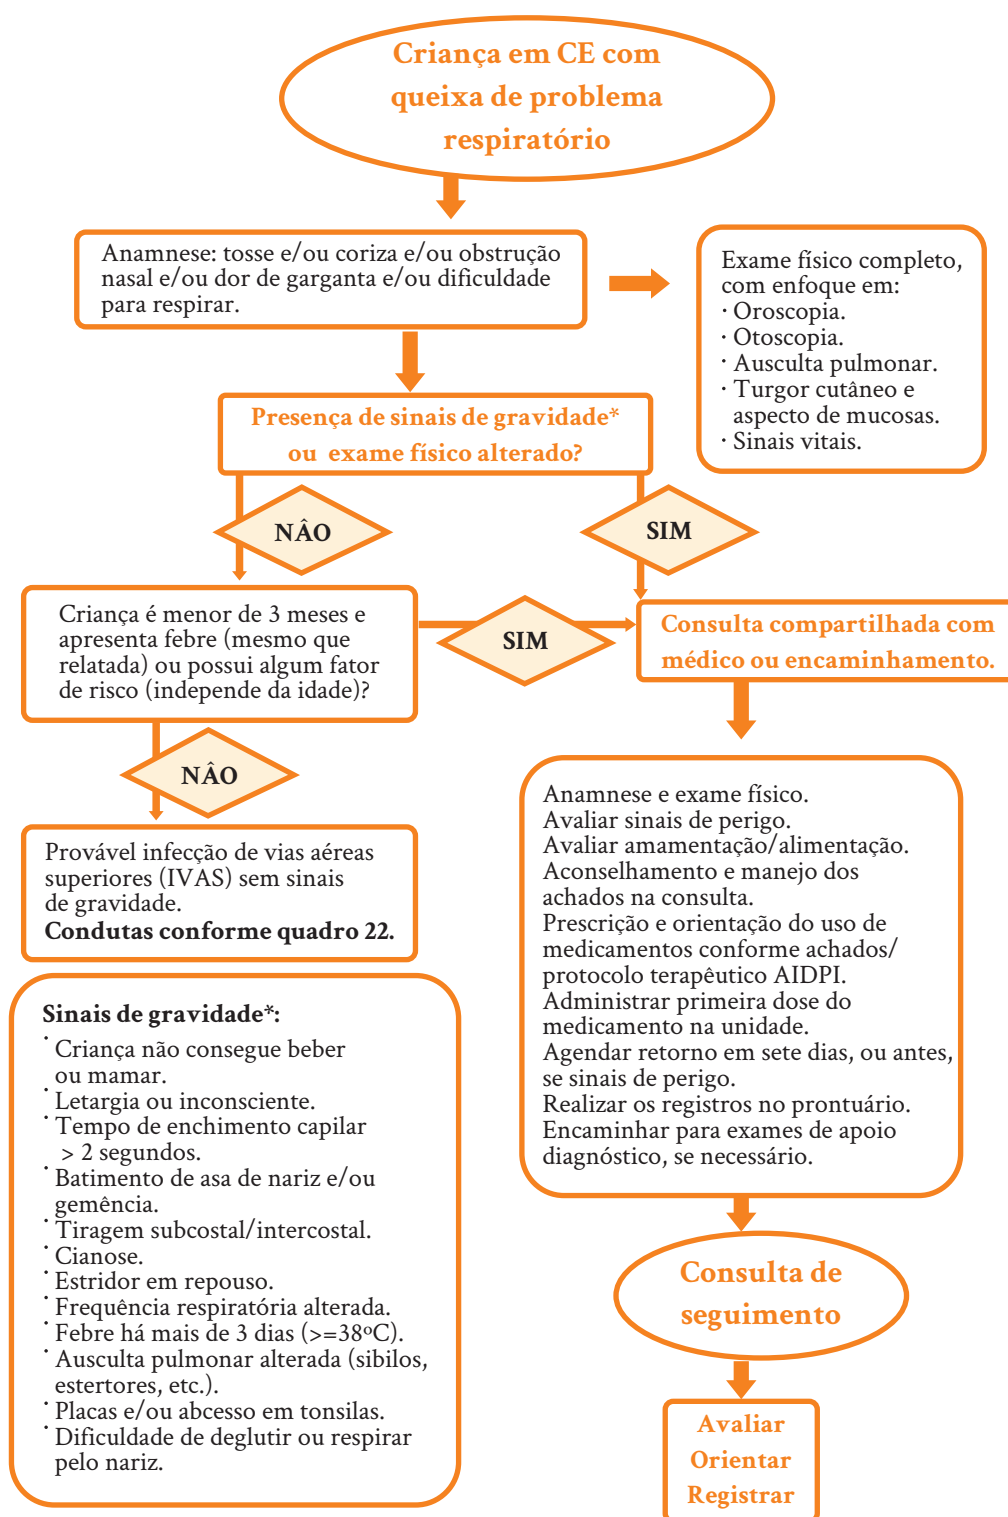 Criança em CE com
queixa de problema
respiratório
Anamnese: tosse e/ou coriza e/ou obstrução
nasal e/ou dor de garganta e/ou dificuldade
para respirar.
Exame físico completo,
com enfoque em:
· Oroscopia.
· Otoscopia.
· Ausculta pulmonar.
· Turgor cutâneo e
aspecto de mucosas.
· Sinais vitais.
Presença de sinais de gravidade*
ou exame físico alterado?
NÂO
SIM
Criança é menor de 3 meses e
apresenta febre (mesmo que
relatada) ou possui algum fator
de risco (independe da idade)?
SIM
Consulta compartilhada com
médico ou encaminhamento.
NÂO
Provável infecção de vias aéreas
superiores (IVAS) sem sinais
de gravidade.
Condutas conforme quadro 22.
Anamnese e exame físico.
Avaliar sinais de perigo.
Avaliar amamentação/alimentação.
Aconselhamento e manejo dos
achados na consulta.
Prescrição e orientação do uso de
medicamentos conforme achados/
protocolo terapêutico AIDPI.
Administrar primeira dose do
medicamento na unidade.
Agendar retorno em sete dias, ou antes,
se sinais de perigo.
Realizar os registros no prontuário.
Encaminhar para exames de apoio
diagnóstico, se necessário.
Sinais de gravidade*:
· Criança não consegue beber
ou mamar.
· Letargia ou inconsciente.
· Tempo de enchimento capilar
> 2 segundos.
· Batimento de asa de nariz e/ou
gemência.
· Tiragem subcostal/intercostal.
· Cianose.
· Estridor em repouso.
· Frequência respiratória alterada.
· Febre há mais de 3 dias (>=38ºC).
· Ausculta pulmonar alterada (sibilos,
estertores, etc.).
· Placas e/ou abcesso em tonsilas.
· Dificuldade de deglutir ou respirar
pelo nariz.
Consulta de
seguimento
Avaliar
Orientar
Registrar